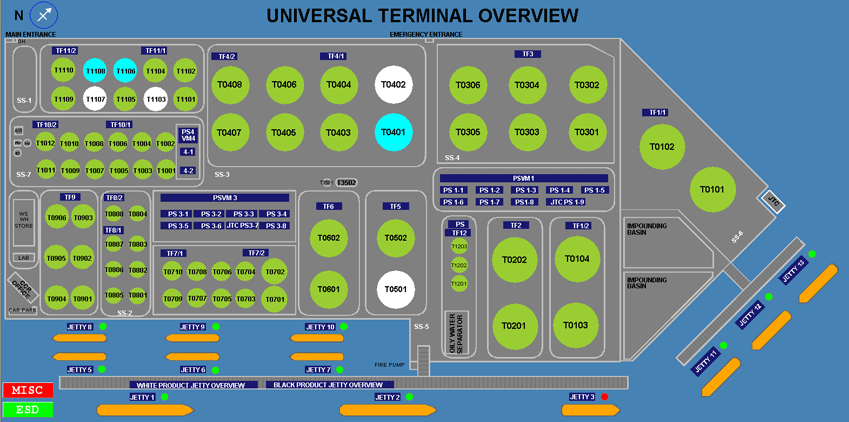 N
UNIVERSAL TERMINAL OVERVIEW
MAIN ENTRANCE
EMERGENCY ENTRANCE
SS-1
TF11/2
TF11/1
T1110
T1108
T1106
T1104
T1102
T1109
T1107
T1105
T1103
T1101
TF4/2
TF4/1
T0408
T0406
T0404
T0402
T0407
T0405
T0403
T0401
SS-3
TF3
T0306
T0304
T0302
T0305
T0303
T0301
SS-4
TF1/1
T0102
T0101
JTC
SS-6
TF10/2
TF10/1
T1012
T1010
T1008
T1006
T1004
T1002
T1011
T1009
T1007
T1005
T1003
T1001
SS-7
PS4
VM4
4-1
4-2
F3502
PSVM1
PS 1-1
PS 1-2
PS 1-3
PS 1-4
PS 1-5
PS 1-6
PS 1-7
PS1-8
JTC PS1-9
WS
WH
STORE
LAB
CCR
OFFICE
CAR PARK
TF9
T0906
T0903
T0905
T0902
T0904
T0901
TF8/2
T0808
T0804
TF8/1
T0807
T0803
T0806
T0802
T0805
T0801
SS-2
PSVM 3
PS 3-1
PS 3-2
PS 3-3
PS 3-4
PS 3-5
PS 3-6
JTC PS3-7
PS 3-8
TF7/1
TF7/2
T0710
T0708
T0706
T0704
T0702
T0709
T0707
T0705
T0703
T0701
TF6
T0602
T0601
TF5
T0502
T0501
SS-5
PS
TF12
T1203
T1202
T1201
OILY WATER
SEPARATOR
TF2
T0202
T0201
TF1/2
T0104
T0103
IMPOUNDING
BASIN
IMPOUNDING
BASIN
JETTY 13
JETTY 12
JETTY 11
JETTY 8
JETTY 9
JETTY 10
JETTY 5
JETTY 6
JETTY 7
FIRE PUMP
WHITE PRODUCT JETTY OVERVIEW
BLACK PRODUCT JETTY OVERVIEW
MISC
ESD
JETTY 1
JETTY 2
JETTY 3